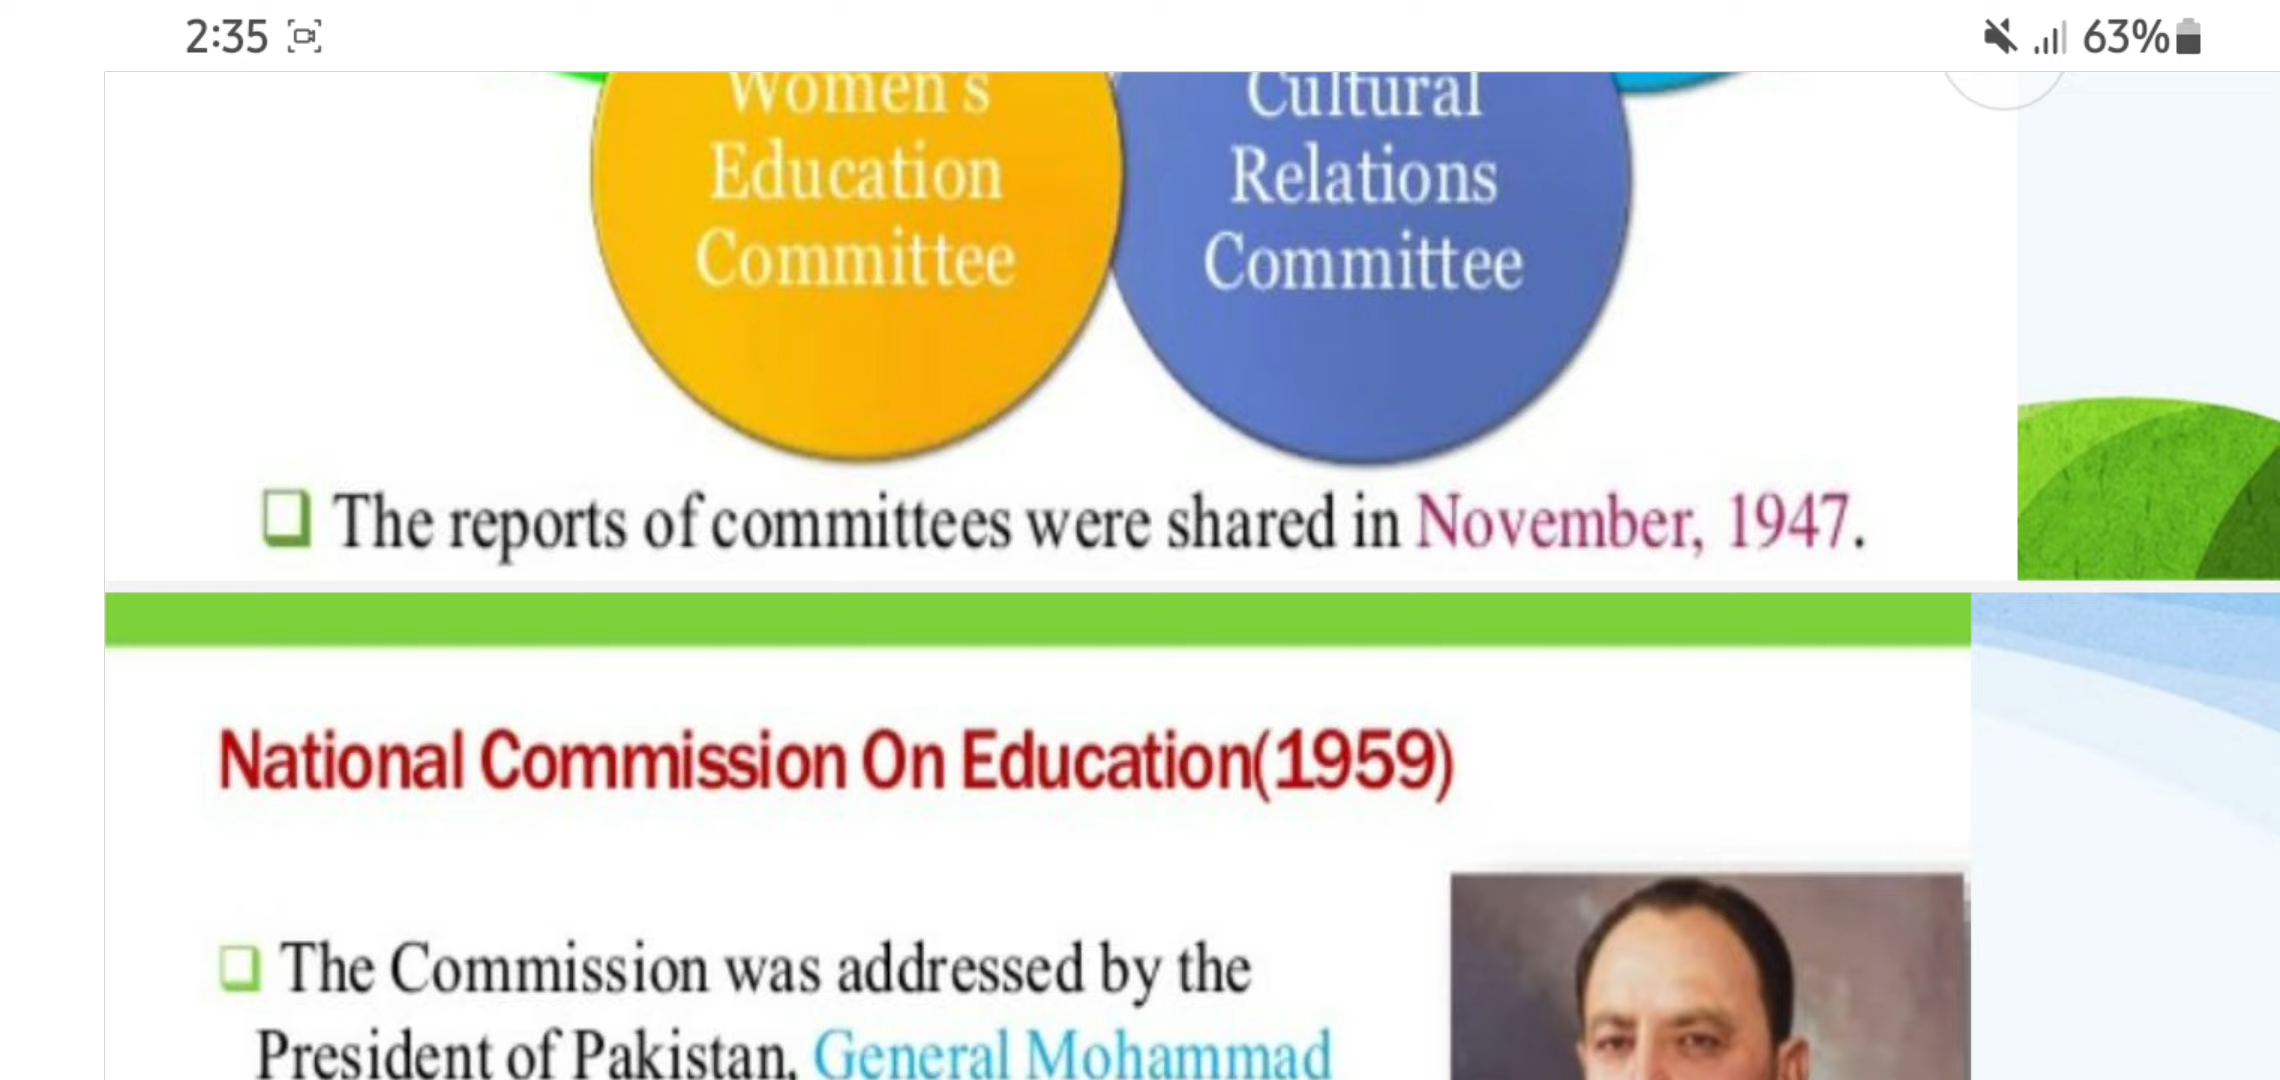 2:35
63%
Women's
Education
Committee
Cultural
Relations
Committee
The reports of committees were shared in November, 1947.
National Commission On Education(1959)
The Commission was addressed by the
President of Pakistan, General Mohammad